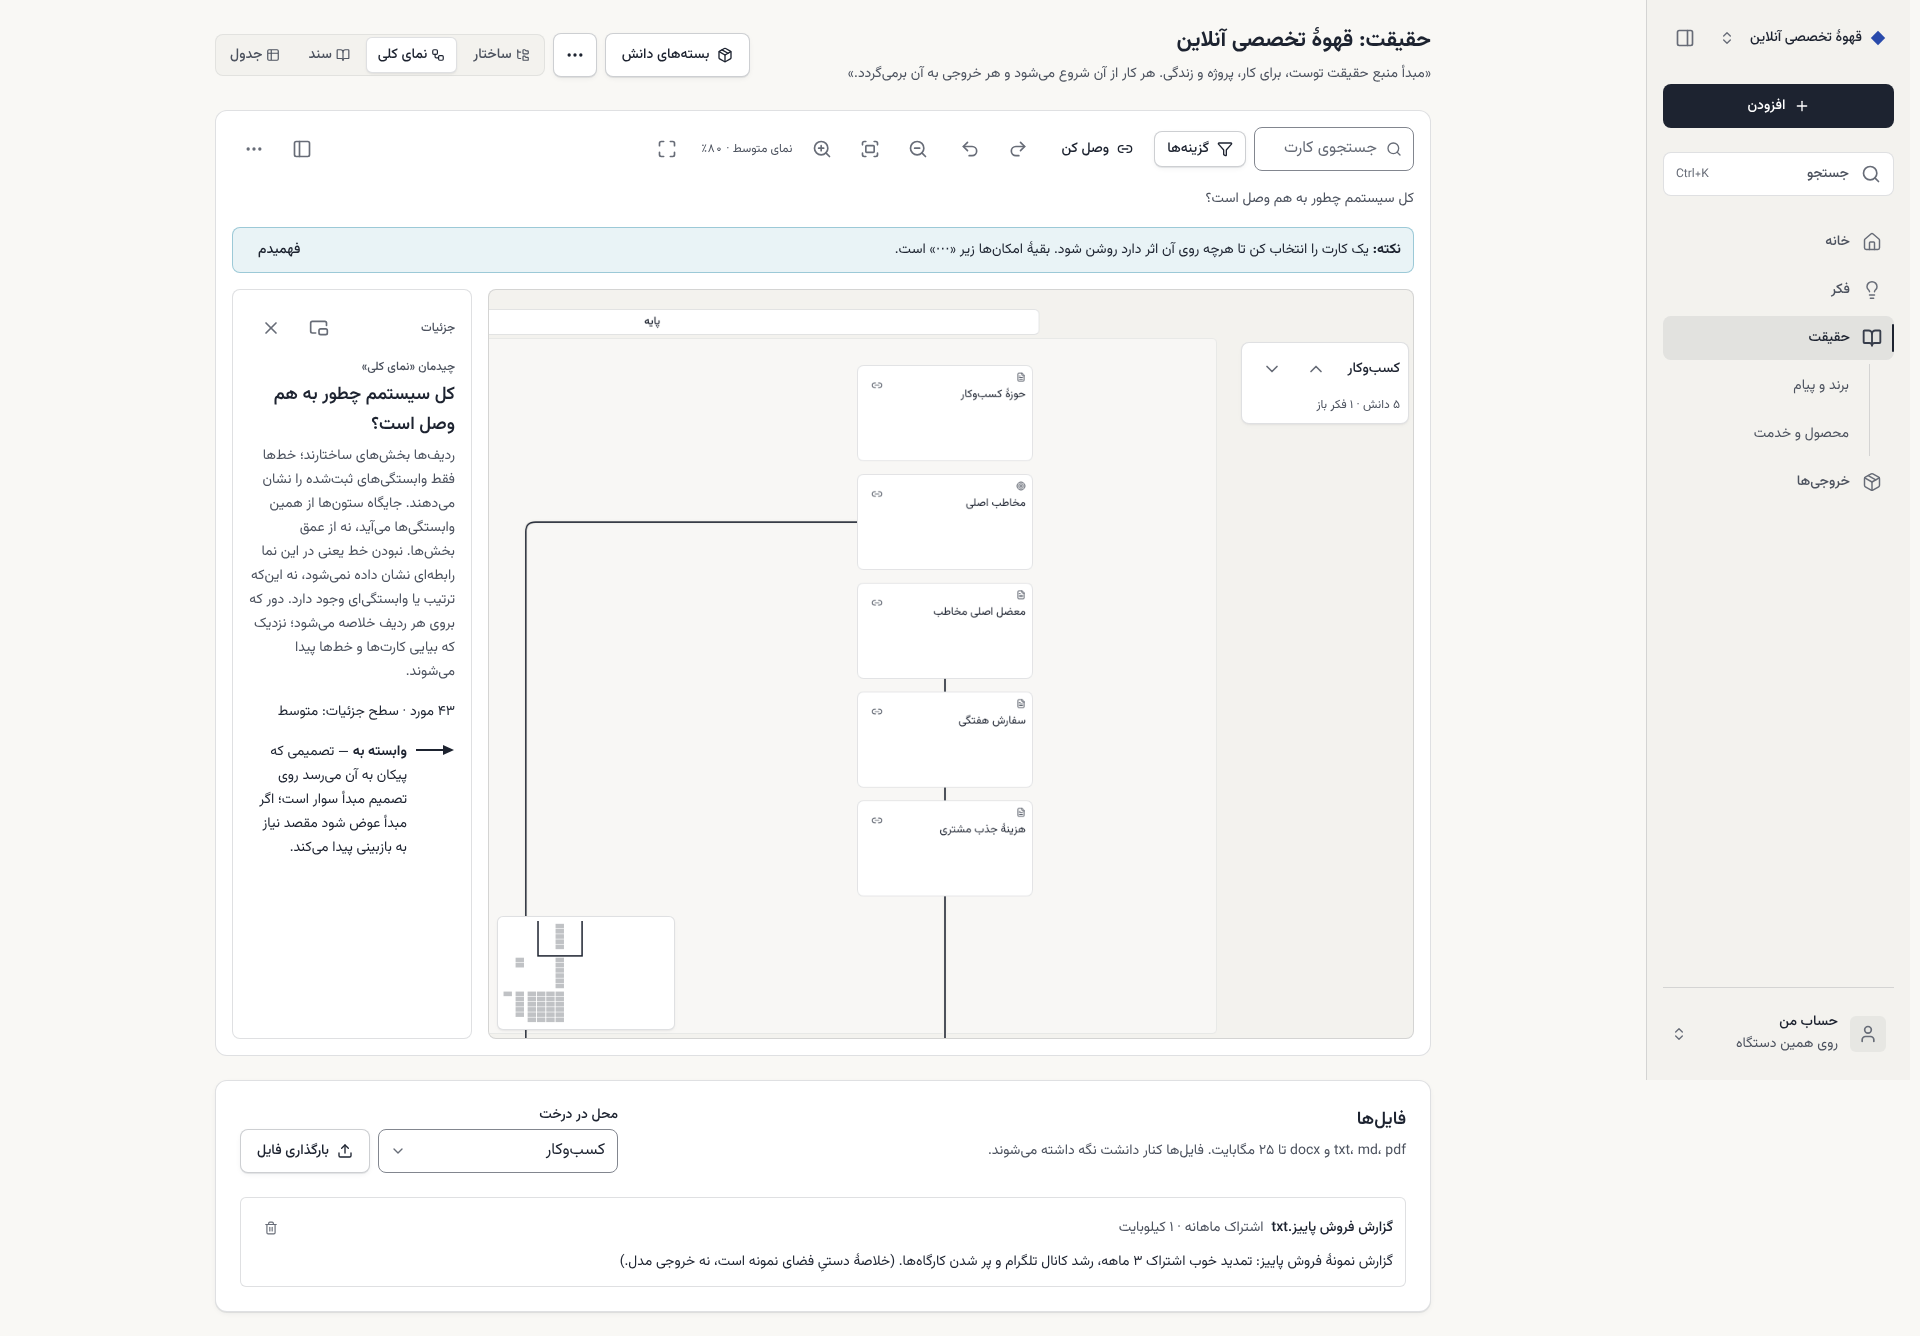 قهوهٔ تخصصی آنلاین
افزودن
جستجو
Ctrl+K
خانه
فکر
حقیقت
برند و پیام
محصول و خدمت
خروجی‌ها
حساب من
روی همین دستگاه
حقیقت: قهوهٔ تخصصی آنلاین
«مبدأ منبع حقیقت توست، برای کار، پروژه و زندگی. هر کار از آن شروع می‌شود و هر خروجی به آن برمی‌گردد.»
بسته‌های دانش
ساختار
نمای کلی
سند
جدول
جستجوی کارت
گزینه‌ها
وصل کن
نمای متوسط · ۸۰٪
کل سیستمم چطور به هم وصل است؟
نکته: یک کارت را انتخاب کن تا هرچه روی آن اثر دارد روشن شود. بقیهٔ امکان‌ها زیر «···» است.
فهمیدم
پایه
کسب‌وکار
۵ دانش · ۱ فکر باز
حوزهٔ کسب‌وکار
مخاطب اصلی
معضل اصلی مخاطب
سفارش هفتگی
هزینهٔ جذب مشتری
جزئیات
چیدمان «نمای کلی»
کل سیستمم چطور به هم
وصل است؟
ردیف‌ها بخش‌های ساختارند؛ خط‌ها
فقط وابستگی‌های ثبت‌شده را نشان
می‌دهند. جایگاه ستون‌ها از همین
وابستگی‌ها می‌آید، نه از عمق
بخش‌ها. نبودن خط یعنی در این نما
رابطه‌ای نشان داده نمی‌شود، نه این‌که
ترتیب یا وابستگی‌ای وجود دارد. دور که
بروی هر ردیف خلاصه می‌شود؛ نزدیک
که بیایی کارت‌ها و خط‌ها پیدا
می‌شوند.
۴۳ مورد · سطح جزئیات: متوسط
وابسته به — تصمیمی که
پیکان به آن می‌رسد روی
تصمیم مبدأ سوار است؛ اگر
مبدأ عوض شود مقصد نیاز
به بازبینی پیدا می‌کند.
فایل‌ها
txt، md، pdf و docx تا ۲۵ مگابایت. فایل‌ها کنار دانشت نگه داشته می‌شوند.
محل در درخت
کسب‌وکار
بارگذاری فایل
گزارش فروش پاییز.txt اشتراک ماهانه · ۱ کیلوبایت
گزارش نمونهٔ فروش پاییز: تمدید خوب اشتراک ۳ ماهه، رشد کانال تلگرام و پر شدن کارگاه‌ها. (خلاصهٔ دستیِ فضای نمونه است، نه خروجی مدل.)